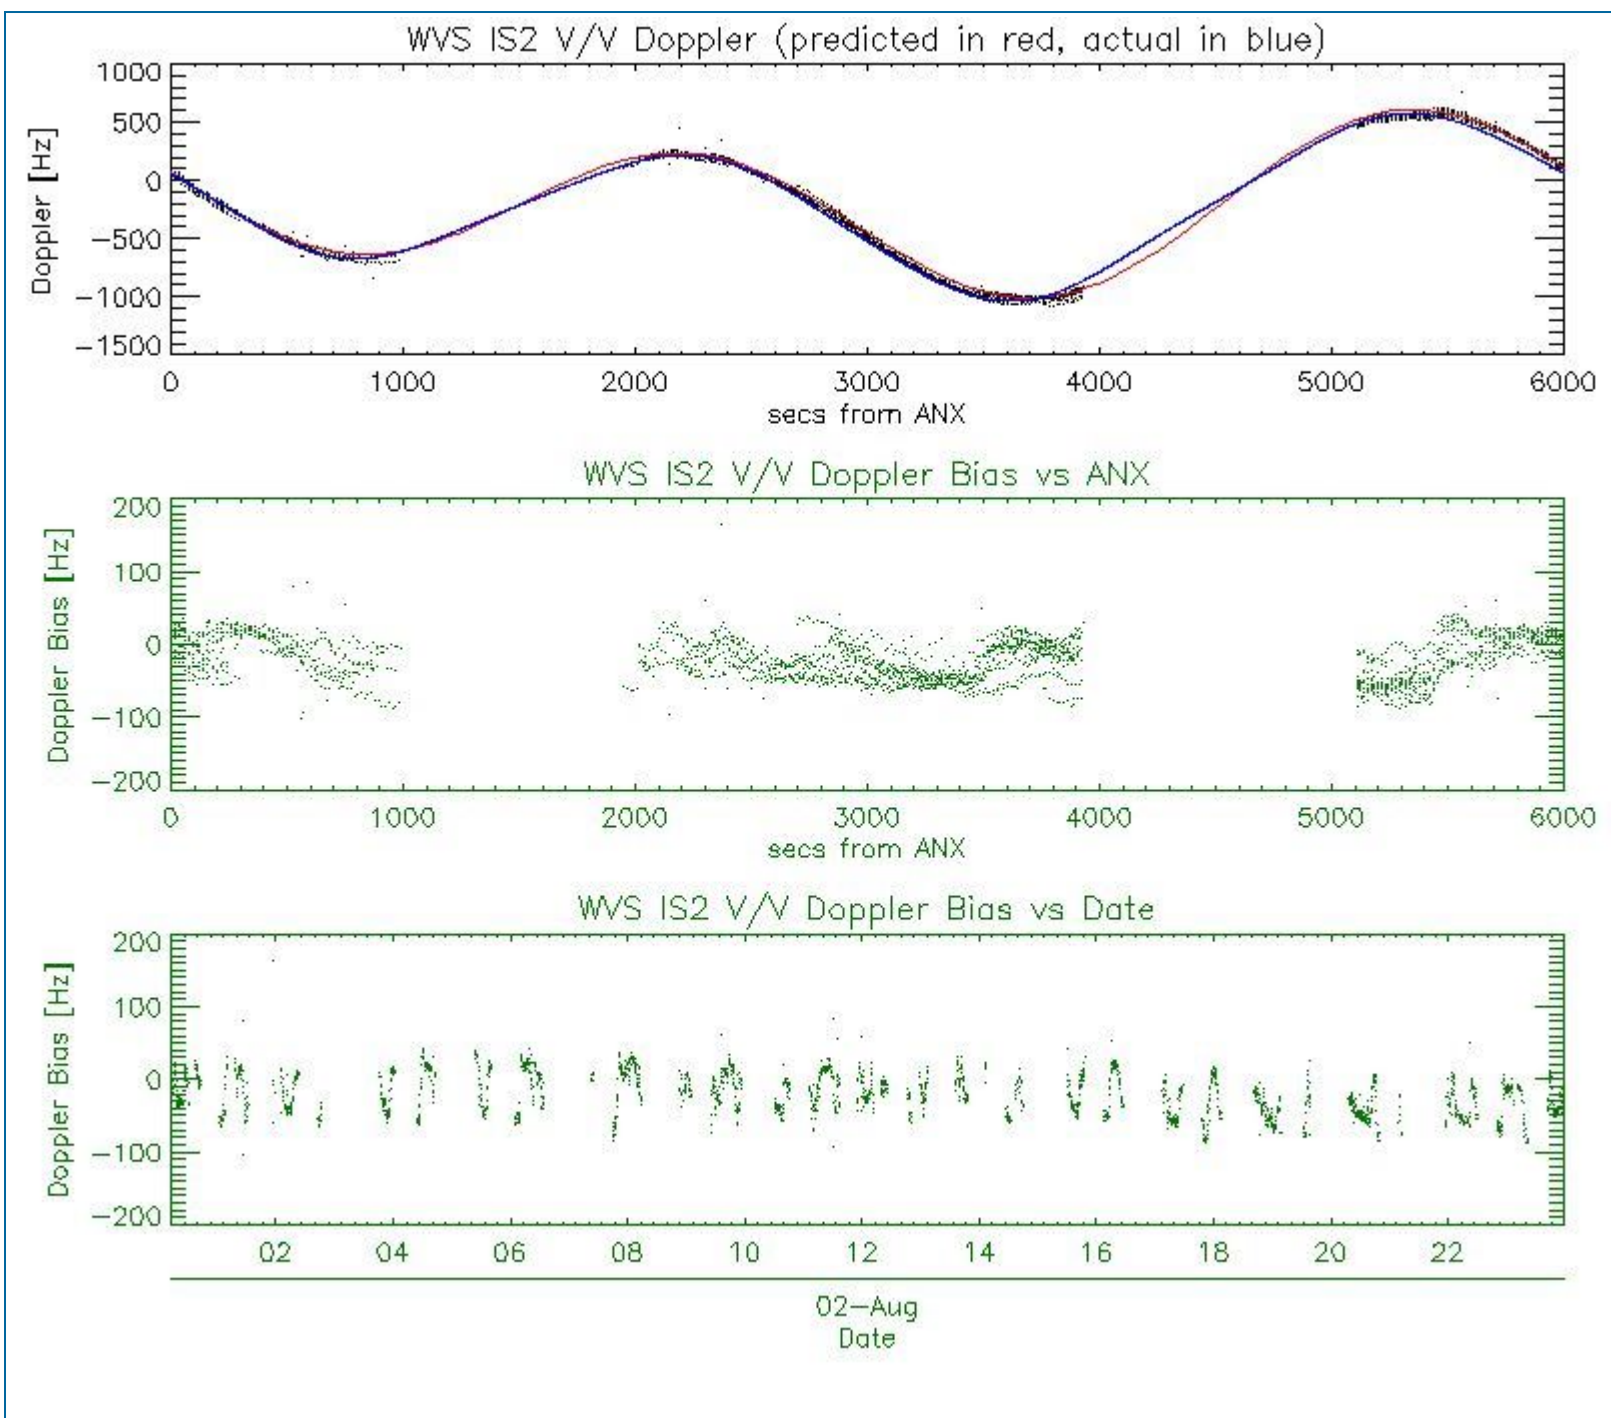 WVS IS2 V/V Doppler (predicted in red, actual in blue)
1000
500
0
−500
−1000
−1500
Doppler [Hz]
0 1000 2000 3000 4000 5000 6000
secs from ANX
WVS IS2 V/V Doppler Bias vs ANX
200
100
0
−100
−200
Doppler Bias [Hz]
0 1000 2000 3000 4000 5000 6000
secs from ANX
WVS IS2 V/V Doppler Bias vs Date
200
100
0
−100
−200
Doppler Bias [Hz]
02 04 06 08 10 12 14 16 18 20 22
02−Aug
Date